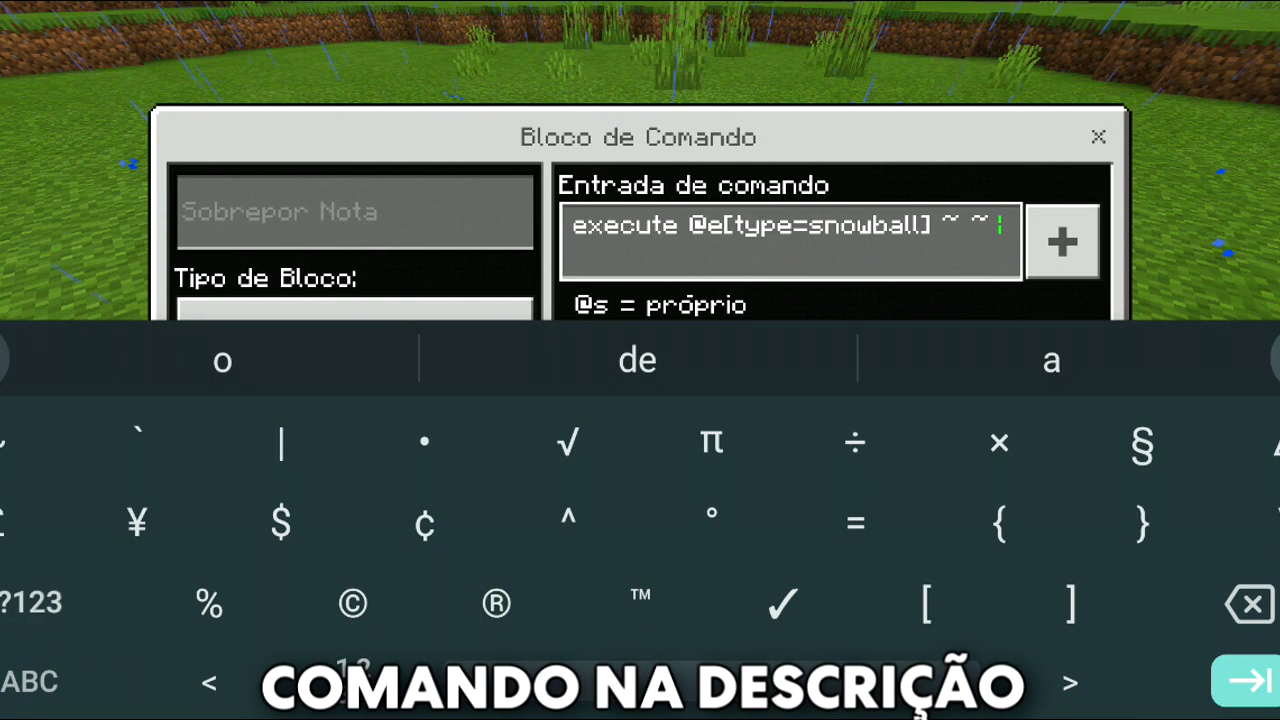 Bloco de Comando ×
Sobrepor Nota
Tipo de Bloco:
Entrada de comando
execute @e[type=snowball] ~ ~
+
@s = próprio
o de a
` | • √ π ÷ × §
¥ $ ¢ ^ ° = { }
?123 % © ® ™ ✓ [ ]
ABC < >
COMANDO NA DESCRIÇÃO